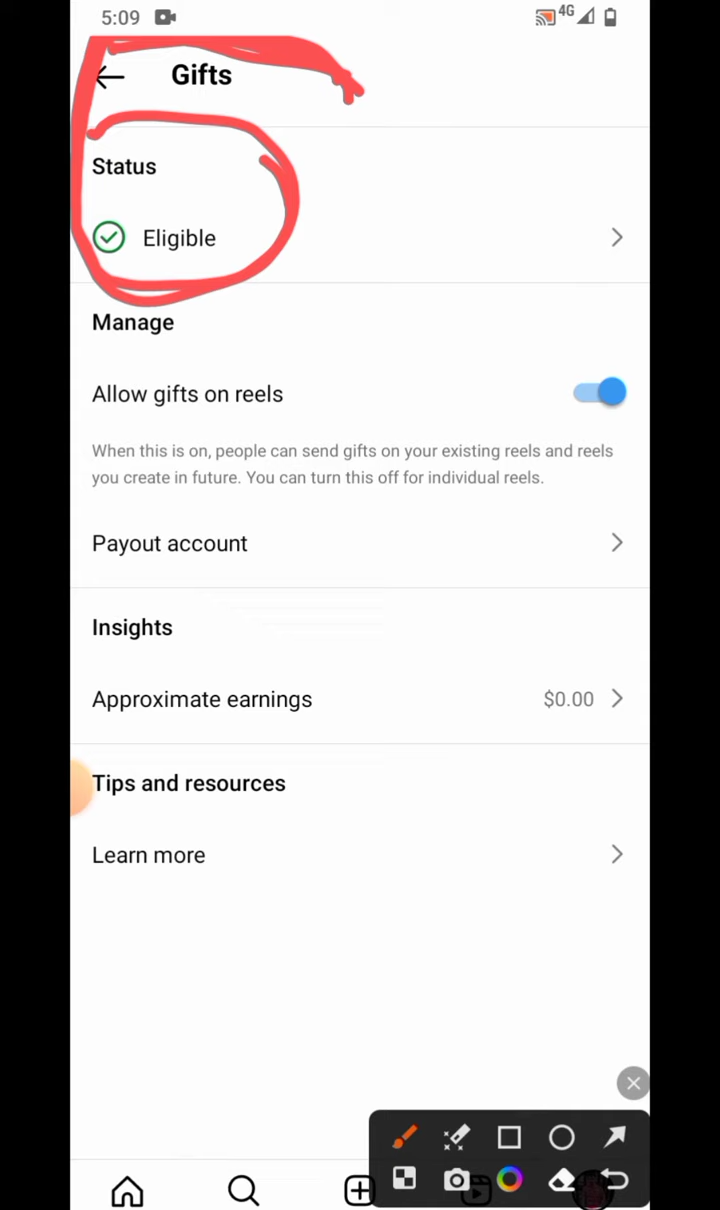 5:09
4G
Gifts
Status
Eligible
Manage
Allow gifts on reels
When this is on, people can send gifts on your existing reels and reels
you create in future. You can turn this off for individual reels.
Payout account
Insights
Approximate earnings $0.00
Tips and resources
Learn more